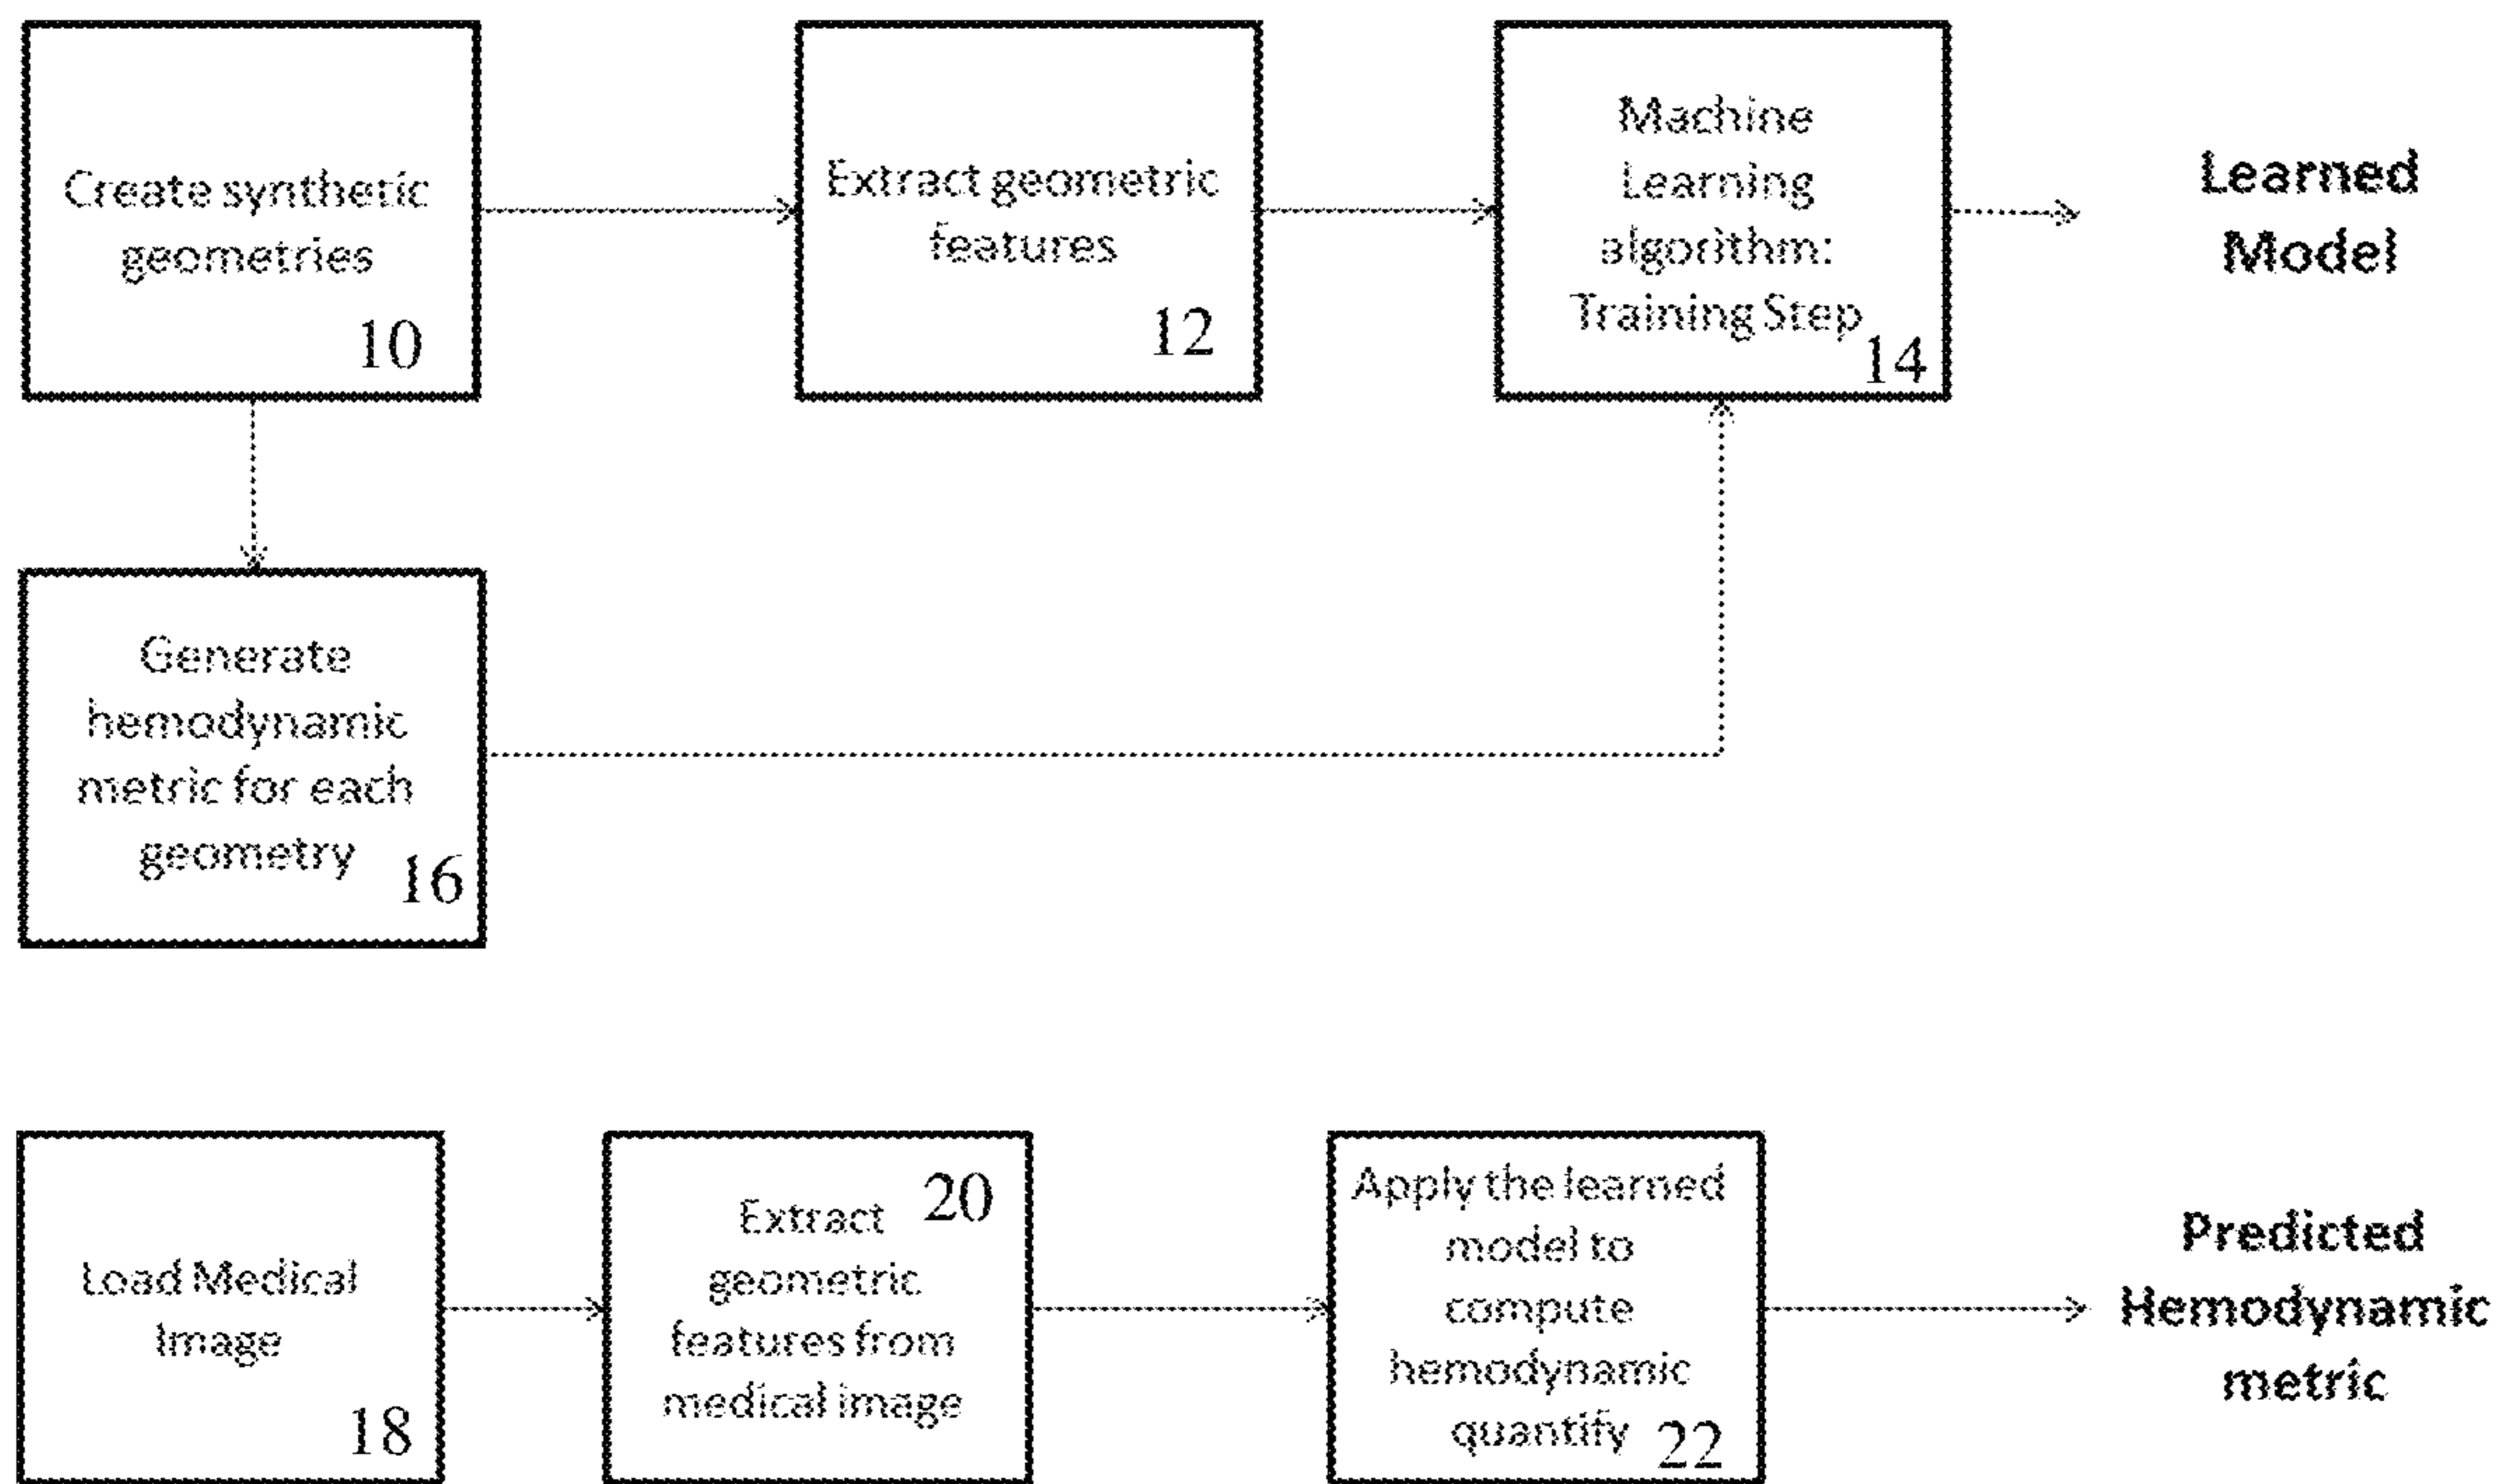 Create synthetic
geometries
10
Extract geometric
features
12
Machine
Learning
algorithm:
Training Step
14
Learned
Model
Generate
hemodynamic
metric for each
geometry
16
Load Medical
Image
18
20
Extract
geometric
features from
medical image
Apply the learned
model to
compute
hemodynamic
quantify
22
Predicted
Hemodynamic
metric